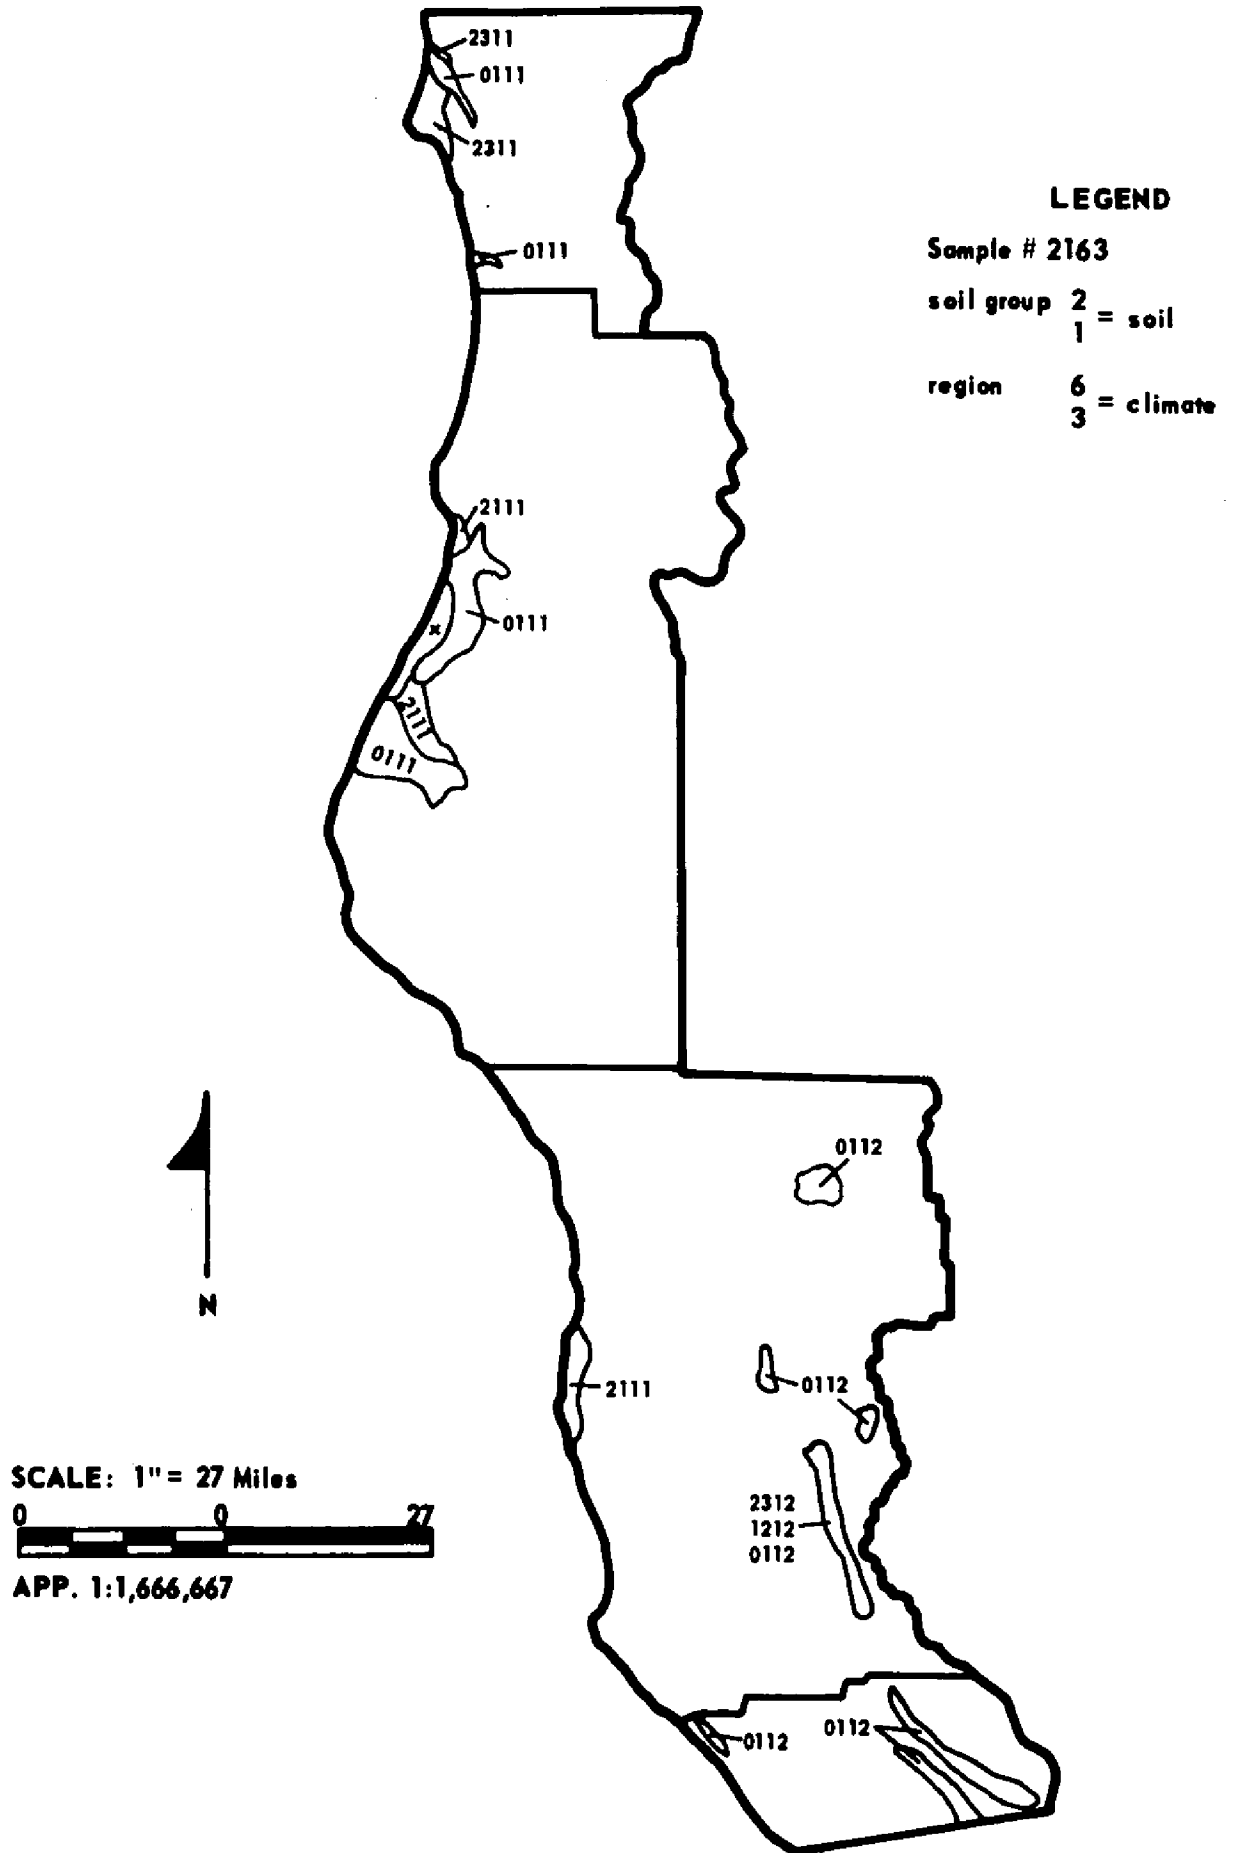 2311
0111
2311
0111
LEGEND
Sample # 2163
soil group 2
1 = soil
region 6
3 = climate
2111
0111
x
2111
0111
N
0112
2111
0112
2312
1212
0112
SCALE: 1" = 27 Miles
0 0 27
APP. 1:1,666,667
0112
0112